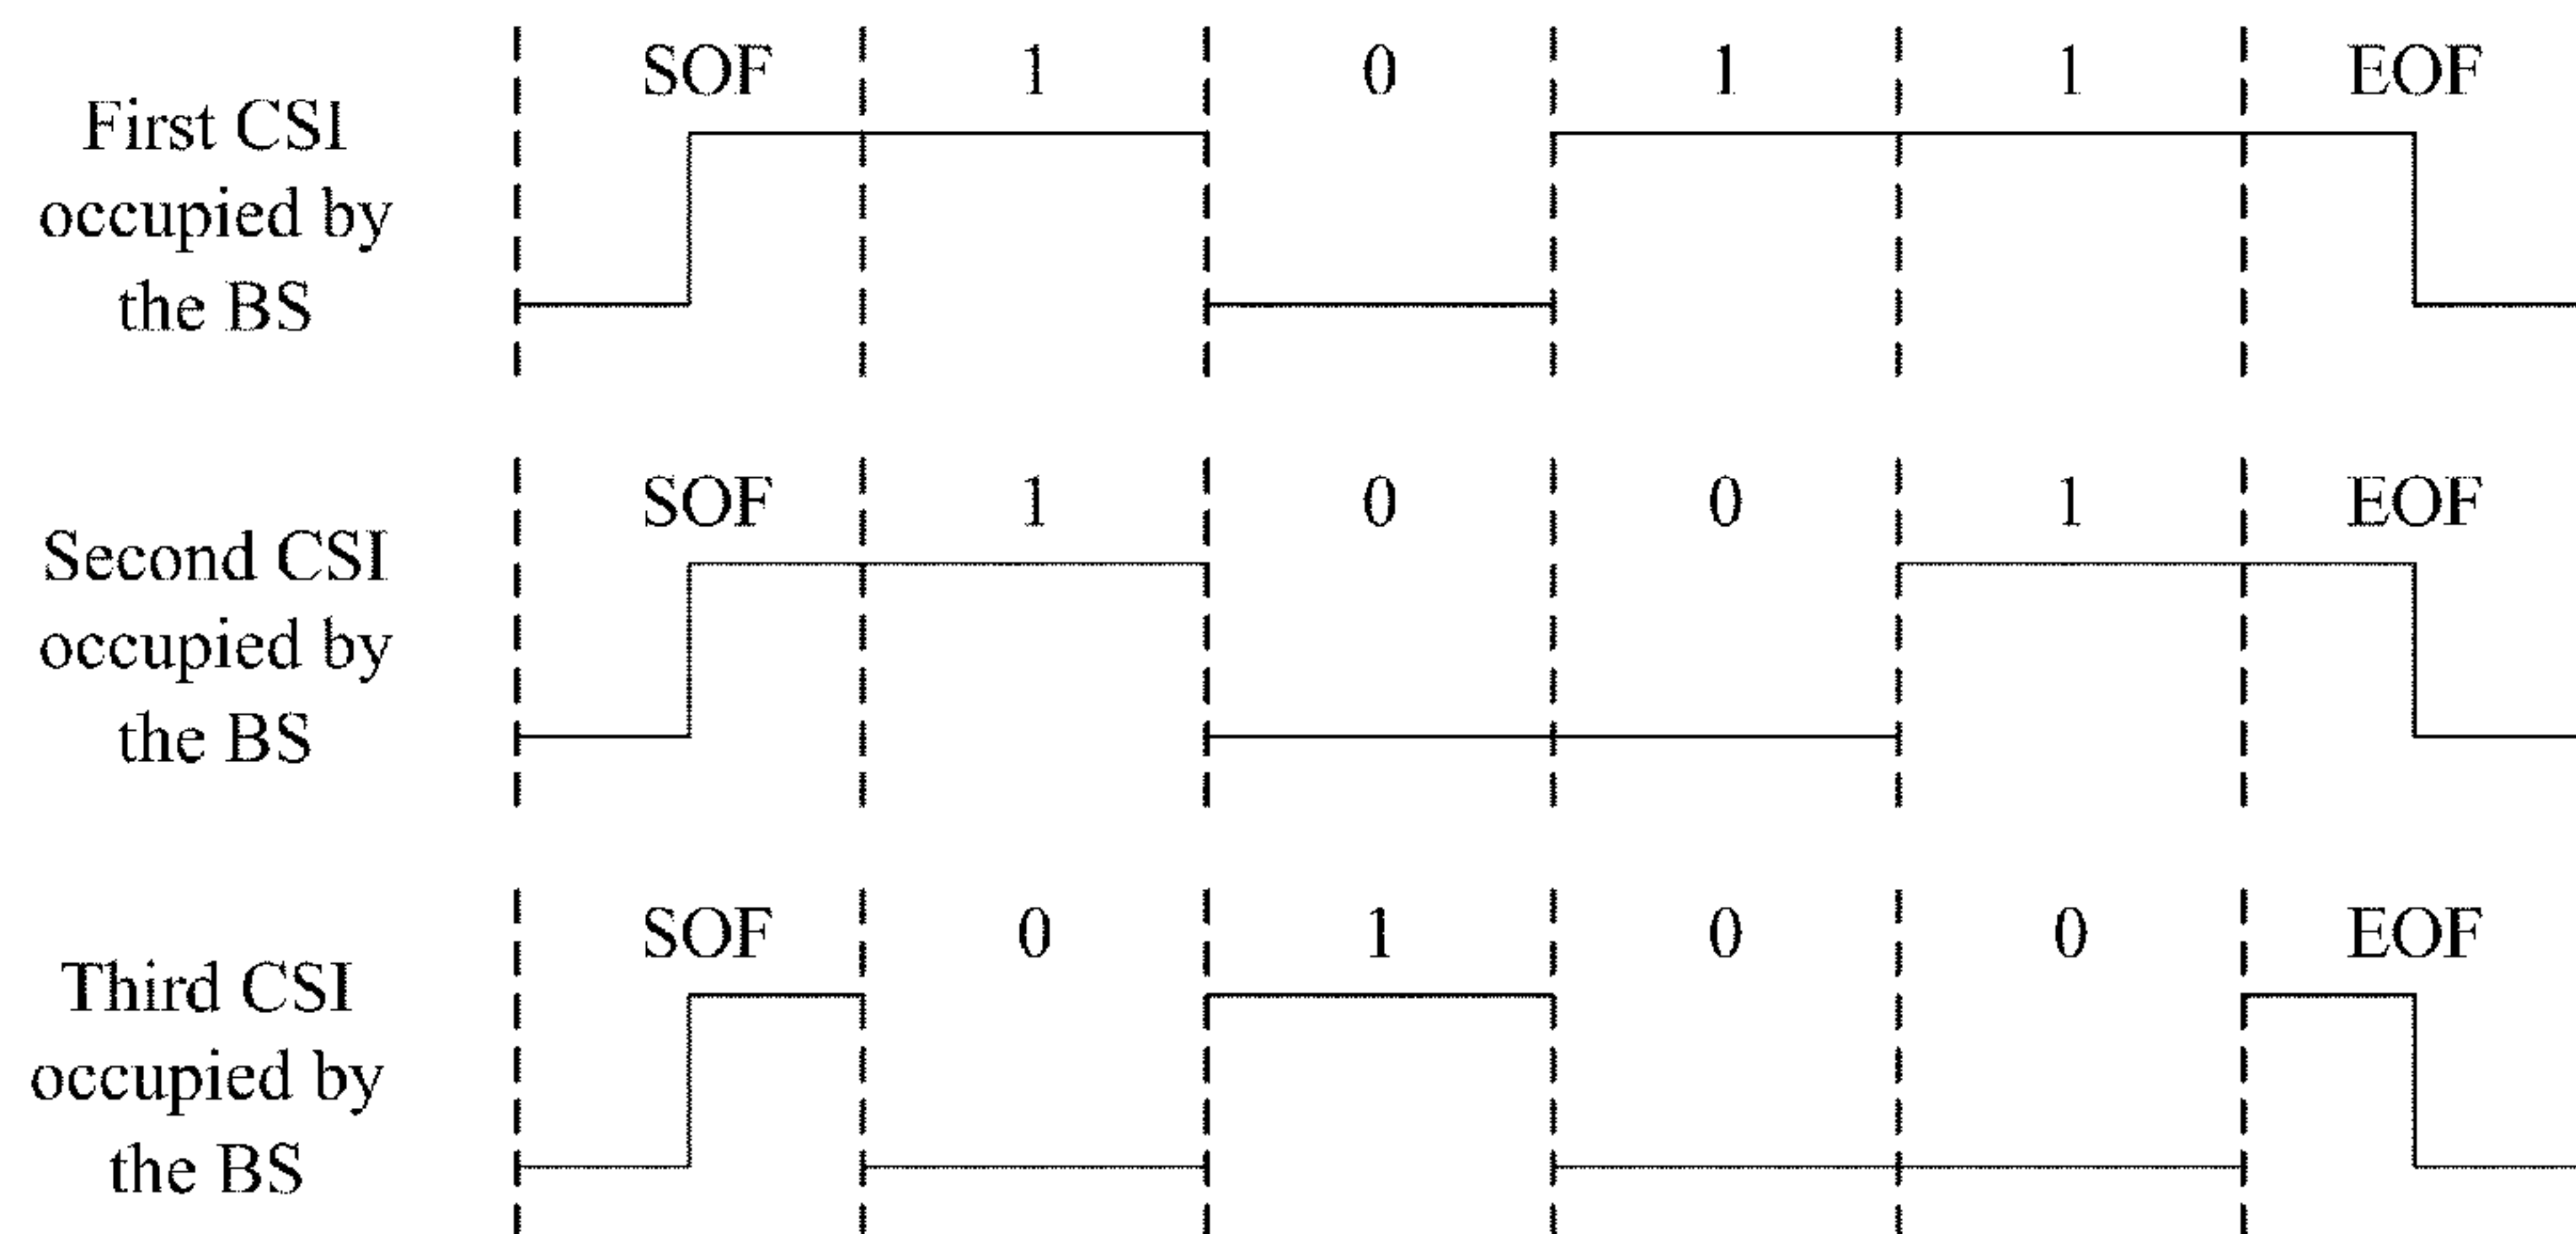 SOF 1 0 1 1 EOF
First CSI
occupied by
the BS
SOF 1 0 0 1 EOF
Second CSI
occupied by
the BS
SOF 0 1 0 0 EOF
Third CSI
occupied by
the BS